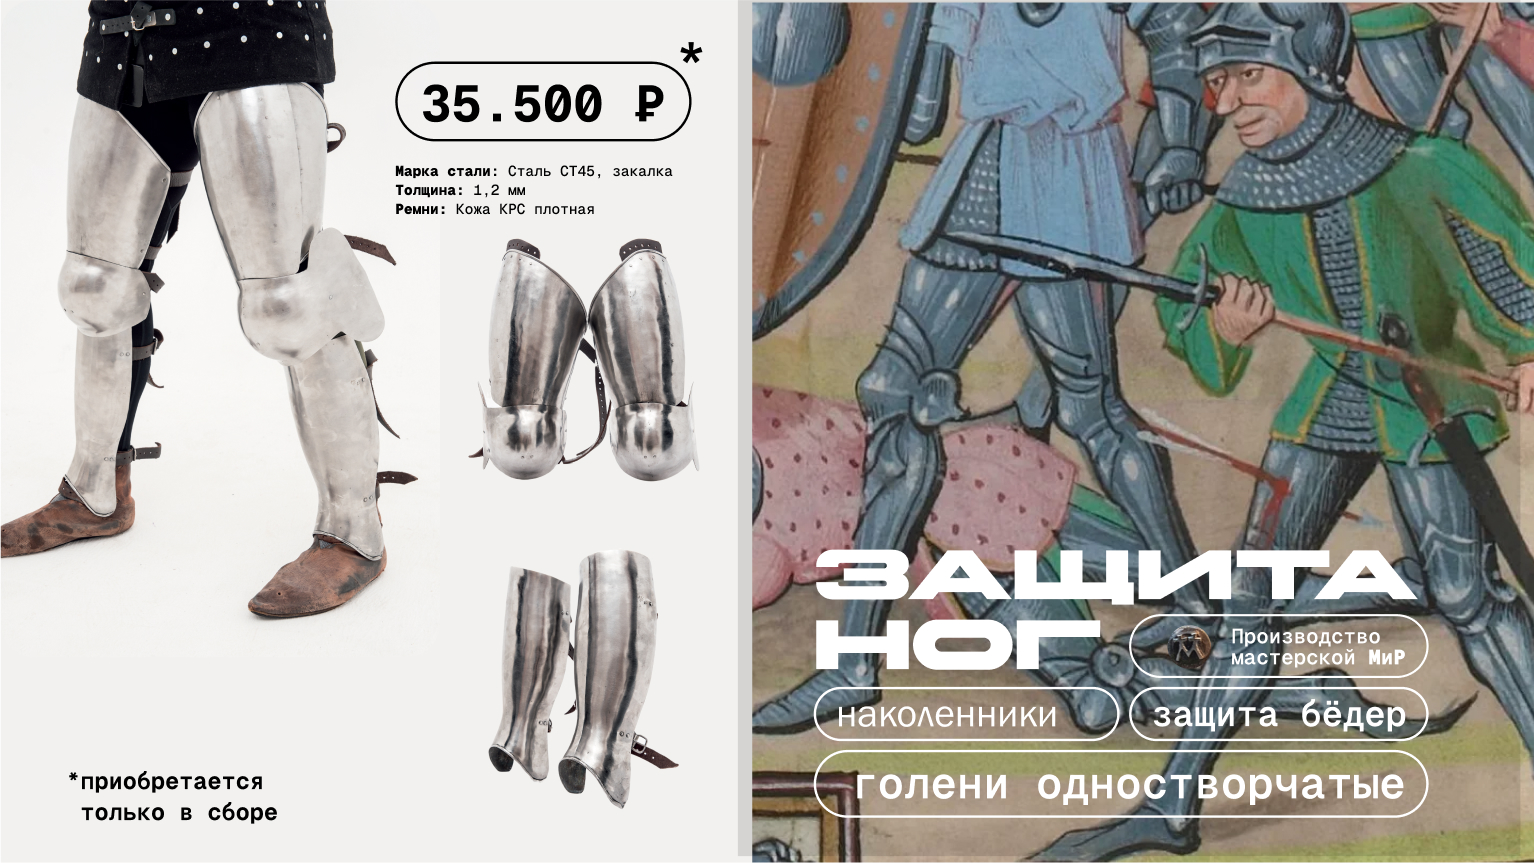 35.500 ₽*
Марка стали: Сталь СТ45, закалка
Толщина: 1,2 мм
Ремни: Кожа КРС плотная
*приобретается
только в сборе
ЗАЩИТА
НОГ
Производство
мастерской МиР
наколенники
защита бёдер
голени одностворчатые